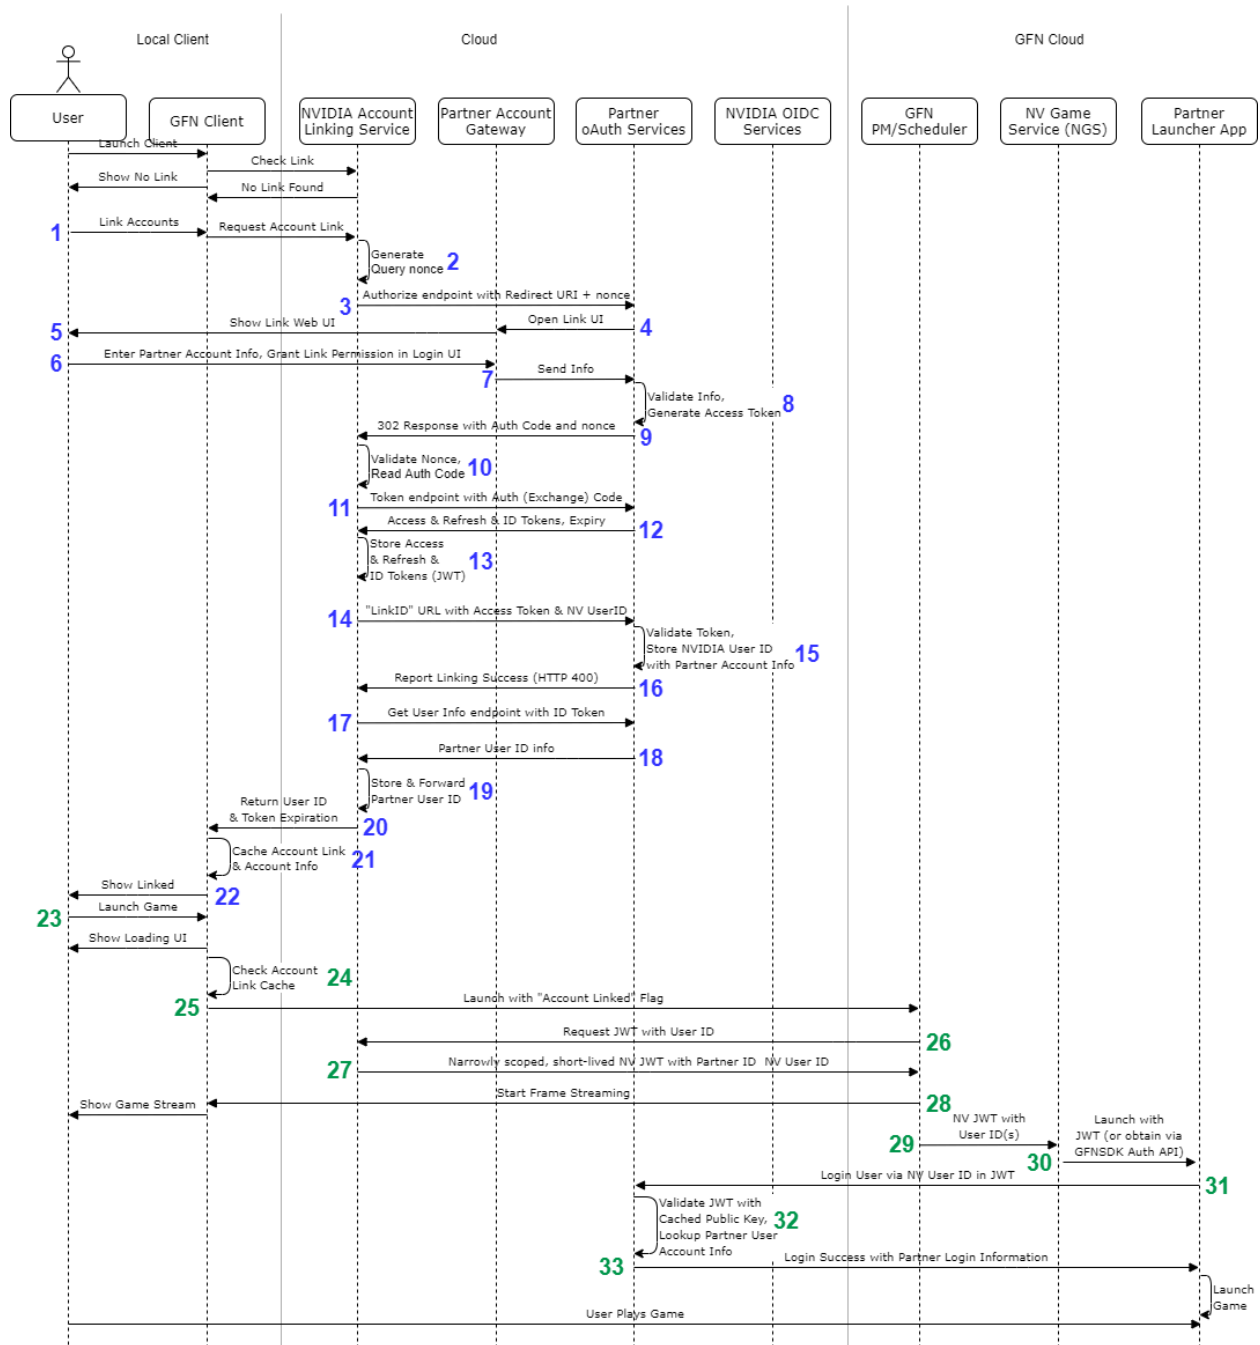 Local Client
Cloud
GFN Cloud
User
GFN Client
NVIDIA Account
Linking Service
Partner Account
Gateway
Partner
oAuth Services
NVIDIA OIDC
Services
GFN
PM/Scheduler
NV Game
Service (NGS)
Partner
Launcher App
Launch Client
Check Link
Show No Link
No Link Found
1
Link Accounts
Request Account Link
Generate
Query nonce
2
3
Authorize endpoint with Redirect URI + nonce
4
Open Link UI
5
Show Link Web UI
6
Enter Partner Account Info, Grant Link Permission in Login UI
7
Send Info
Validate Info,
Generate Access Token
8
302 Response with Auth Code and nonce
9
Validate Nonce,
Read Auth Code
10
11
Token endpoint with Auth (Exchange) Code
Access & Refresh & ID Tokens, Expiry
12
Store Access
& Refresh &
ID Tokens (JWT)
13
14
"LinkID" URL with Access Token & NV UserID
Validate Token,
Store NVIDIA User ID
with Partner Account Info
15
Report Linking Success (HTTP 400)
16
17
Get User Info endpoint with ID Token
Partner User ID info
18
Store & Forward
Partner User ID
19
Return User ID
& Token Expiration
20
Cache Account Link
& Account Info
21
Show Linked
22
23
Launch Game
Show Loading UI
Check Account
Link Cache
24
25
Launch with "Account Linked" Flag
Request JWT with User ID
26
27
Narrowly scoped, short-lived NV JWT with Partner ID NV User ID
Start Frame Streaming
28
Show Game Stream
29
NV JWT with
User ID(s)
30
Launch with
JWT (or obtain via
GFNSDK Auth API)
Login User via NV User ID in JWT
31
Validate JWT with
Cached Public Key,
Lookup Partner User
Account Info
32
33
Login Success with Partner Login Information
Launch
Game
User Plays Game